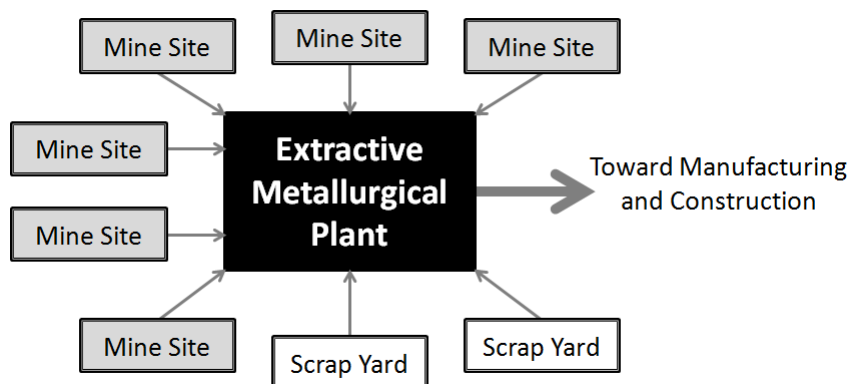 Mine Site
Mine Site
Mine Site
Mine Site
Extractive
Metallurgical
Plant
Toward Manufacturing
and Construction
Mine Site
Mine Site
Scrap Yard
Scrap Yard